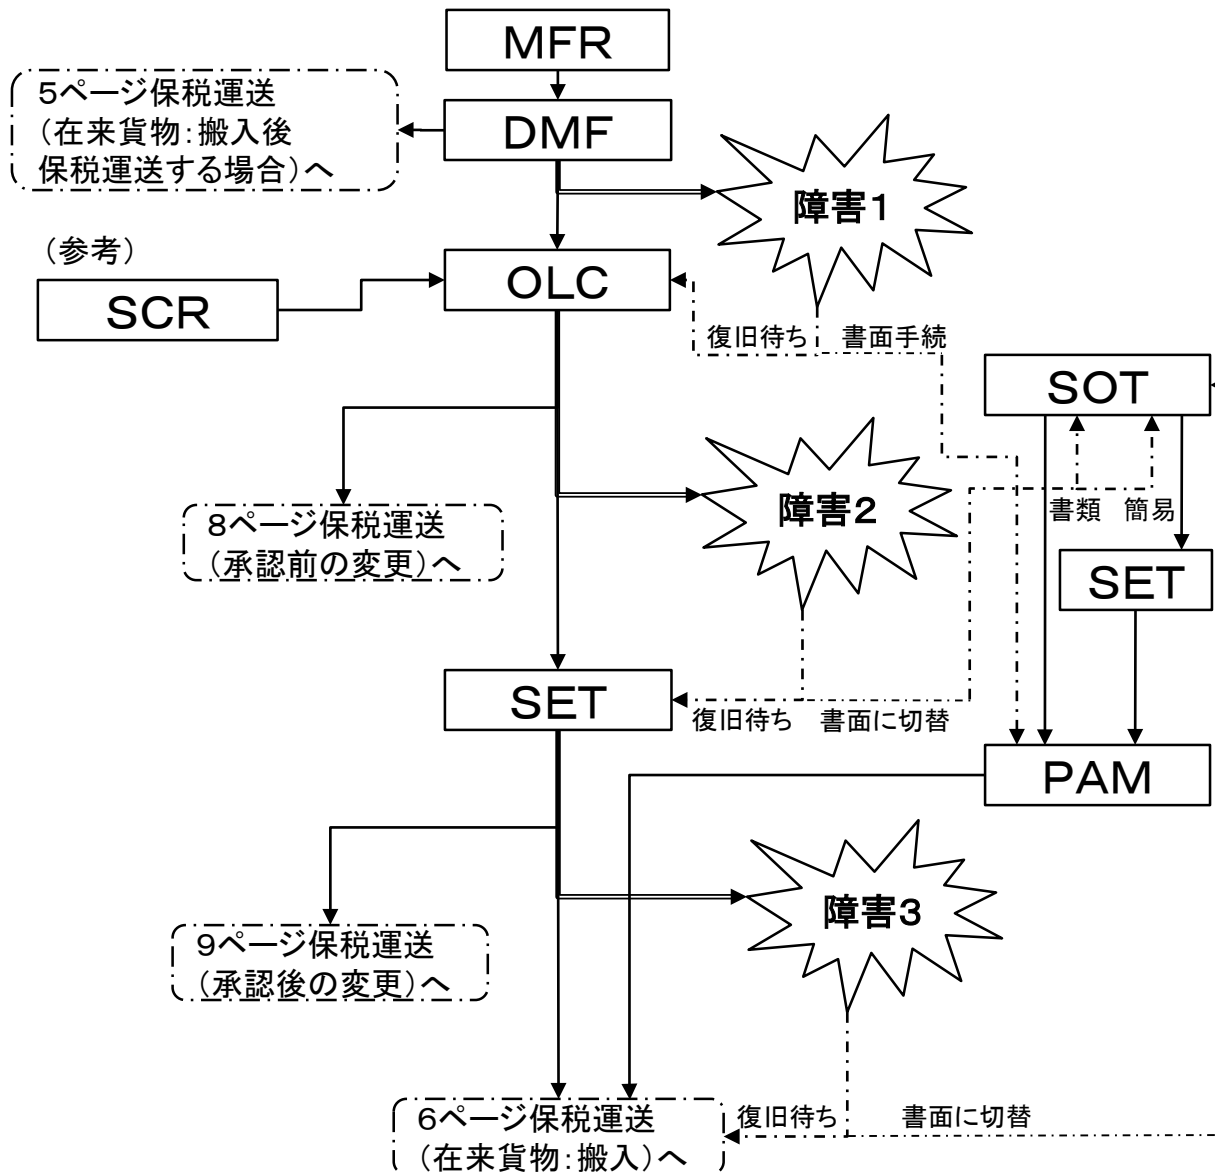 MFR
5ページ保税運送
(在来貨物:搬入後
保税運送する場合)へ
DMF
障害1
(参考)
OLC
SCR
復旧待ち
書面手続
SOT
障害2
書類
簡易
8ページ保税運送
(承認前の変更)へ
SET
SET
復旧待ち
書面に切替
PAM
障害3
9ページ保税運送
(承認後の変更)へ
6ページ保税運送
(在来貨物:搬入)へ
復旧待ち
書面に切替